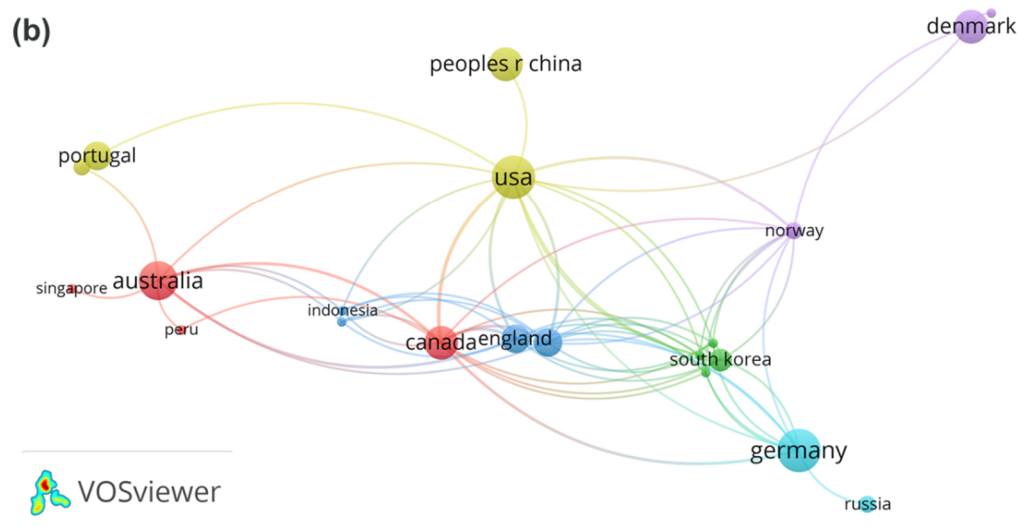 (b)
denmark
peoples r china
portugal
usa
norway
australia
singapore
indonesia
peru
canada
england
south korea
germany
russia
VOSviewer